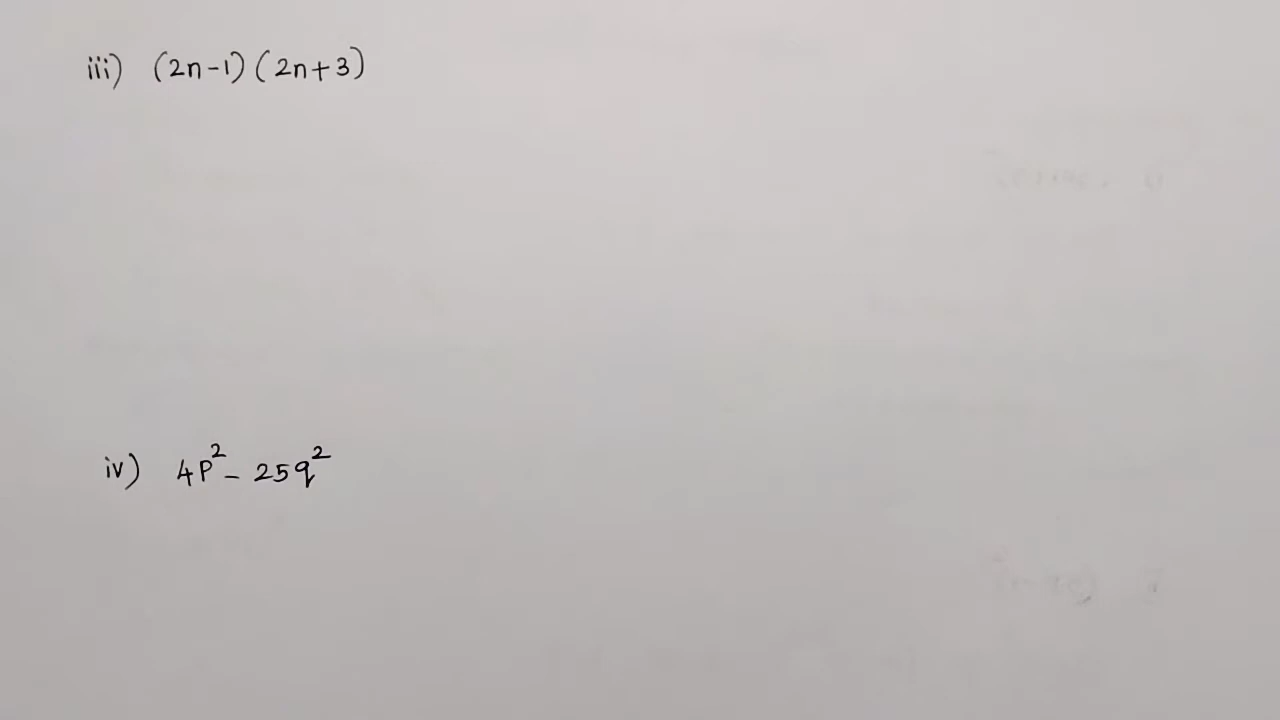 iii) (2n-1)(2n+3)
iv) 4p² - 25q²